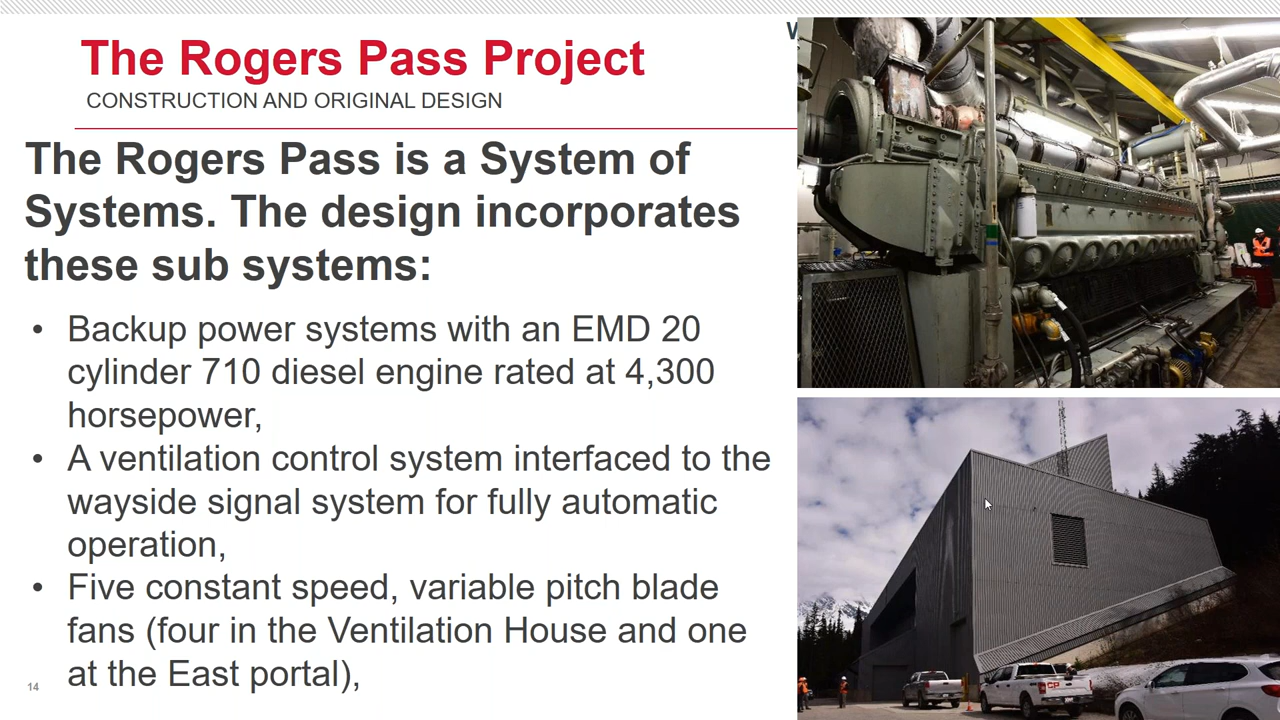 The Rogers Pass Project
CONSTRUCTION AND ORIGINAL DESIGN
The Rogers Pass is a System of
Systems. The design incorporates
these sub systems:
• Backup power systems with an EMD 20
cylinder 710 diesel engine rated at 4,300
horsepower,
• A ventilation control system interfaced to the
wayside signal system for fully automatic
operation,
• Five constant speed, variable pitch blade
fans (four in the Ventilation House and one
at the East portal),
CP
14